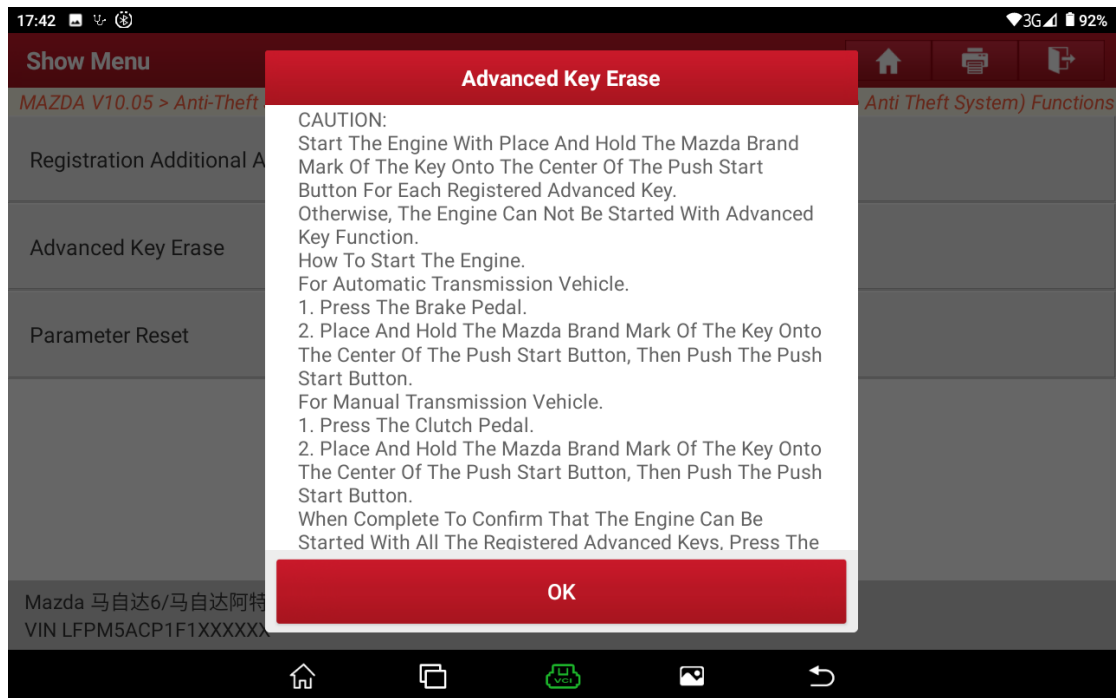 17:42
3G 92%
Show Menu
Advanced Key Erase
MAZDA V10.05 > Anti-Theft
Anti Theft System) Functions
CAUTION:
Start The Engine With Place And Hold The Mazda Brand
Mark Of The Key Onto The Center Of The Push Start
Button For Each Registered Advanced Key.
Otherwise, The Engine Can Not Be Started With Advanced
Key Function.
How To Start The Engine.
For Automatic Transmission Vehicle.
1. Press The Brake Pedal.
2. Place And Hold The Mazda Brand Mark Of The Key Onto
The Center Of The Push Start Button, Then Push The Push
Start Button.
For Manual Transmission Vehicle.
1. Press The Clutch Pedal.
2. Place And Hold The Mazda Brand Mark Of The Key Onto
The Center Of The Push Start Button, Then Push The Push
Start Button.
When Complete To Confirm That The Engine Can Be
Started With All The Registered Advanced Keys, Press The
Registration Additional A
Advanced Key Erase
Parameter Reset
OK
Mazda 马自达6/马自达阿特
VIN LFPM5ACP1F1XXXXXX
VCI